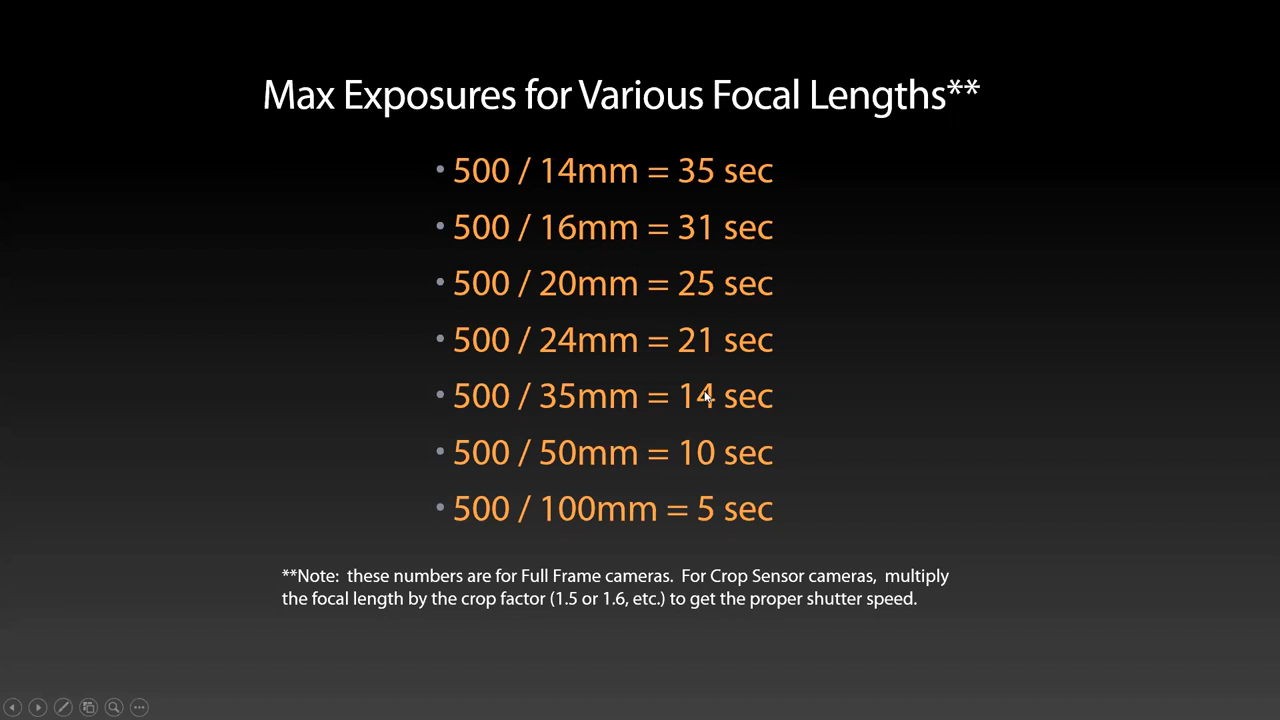 Max Exposures for Various Focal Lengths**
• 500 / 14mm = 35 sec
• 500 / 16mm = 31 sec
• 500 / 20mm = 25 sec
• 500 / 24mm = 21 sec
• 500 / 35mm = 14 sec
• 500 / 50mm = 10 sec
• 500 / 100mm = 5 sec
**Note:  these numbers are for Full Frame cameras.  For Crop Sensor cameras,  multiply
the focal length by the crop factor (1.5 or 1.6, etc.) to get the proper shutter speed.